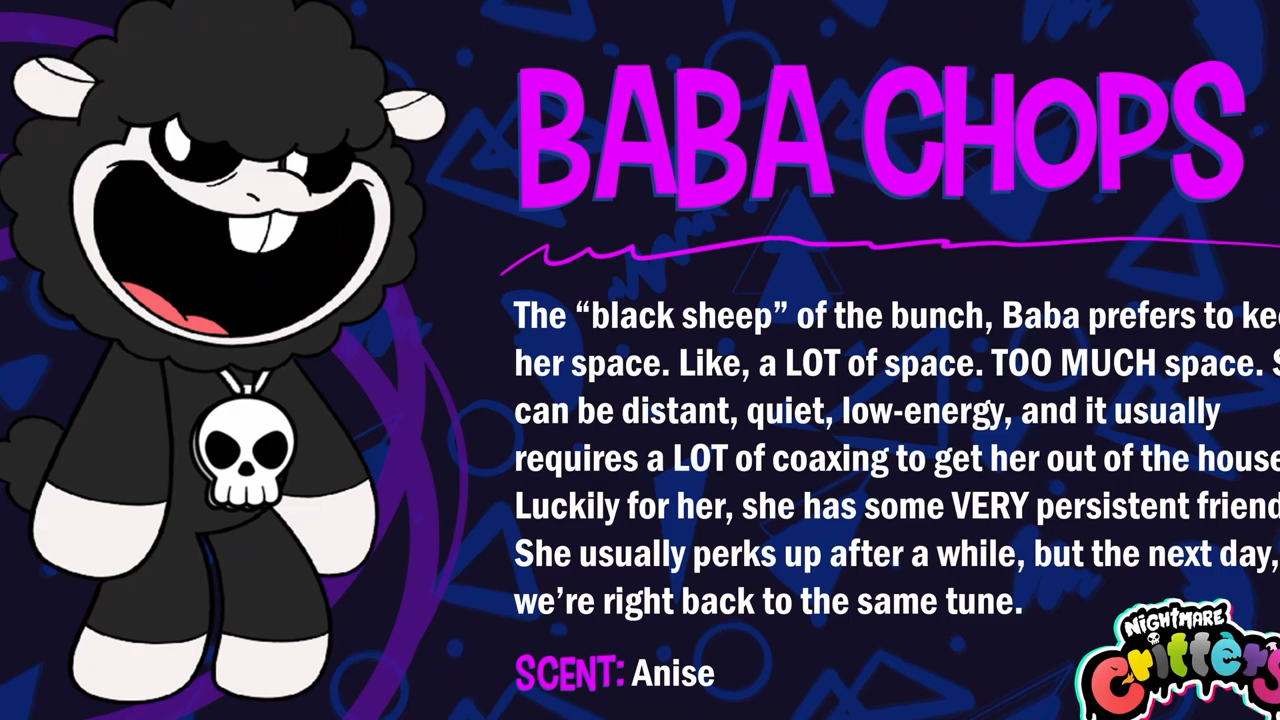 BABA CHOPS
The “black sheep” of the bunch, Baba prefers to
her space. Like, a LOT of space. TOO MUCH space.
can be distant, quiet, low-energy, and it usually
requires a LOT of coaxing to get her out of the house
Luckily for her, she has some VERY persistent friend
She usually perks up after a while, but the next day,
we’re right back to the same tune.
SCENT: Anise
NIGHTMARE
Critters